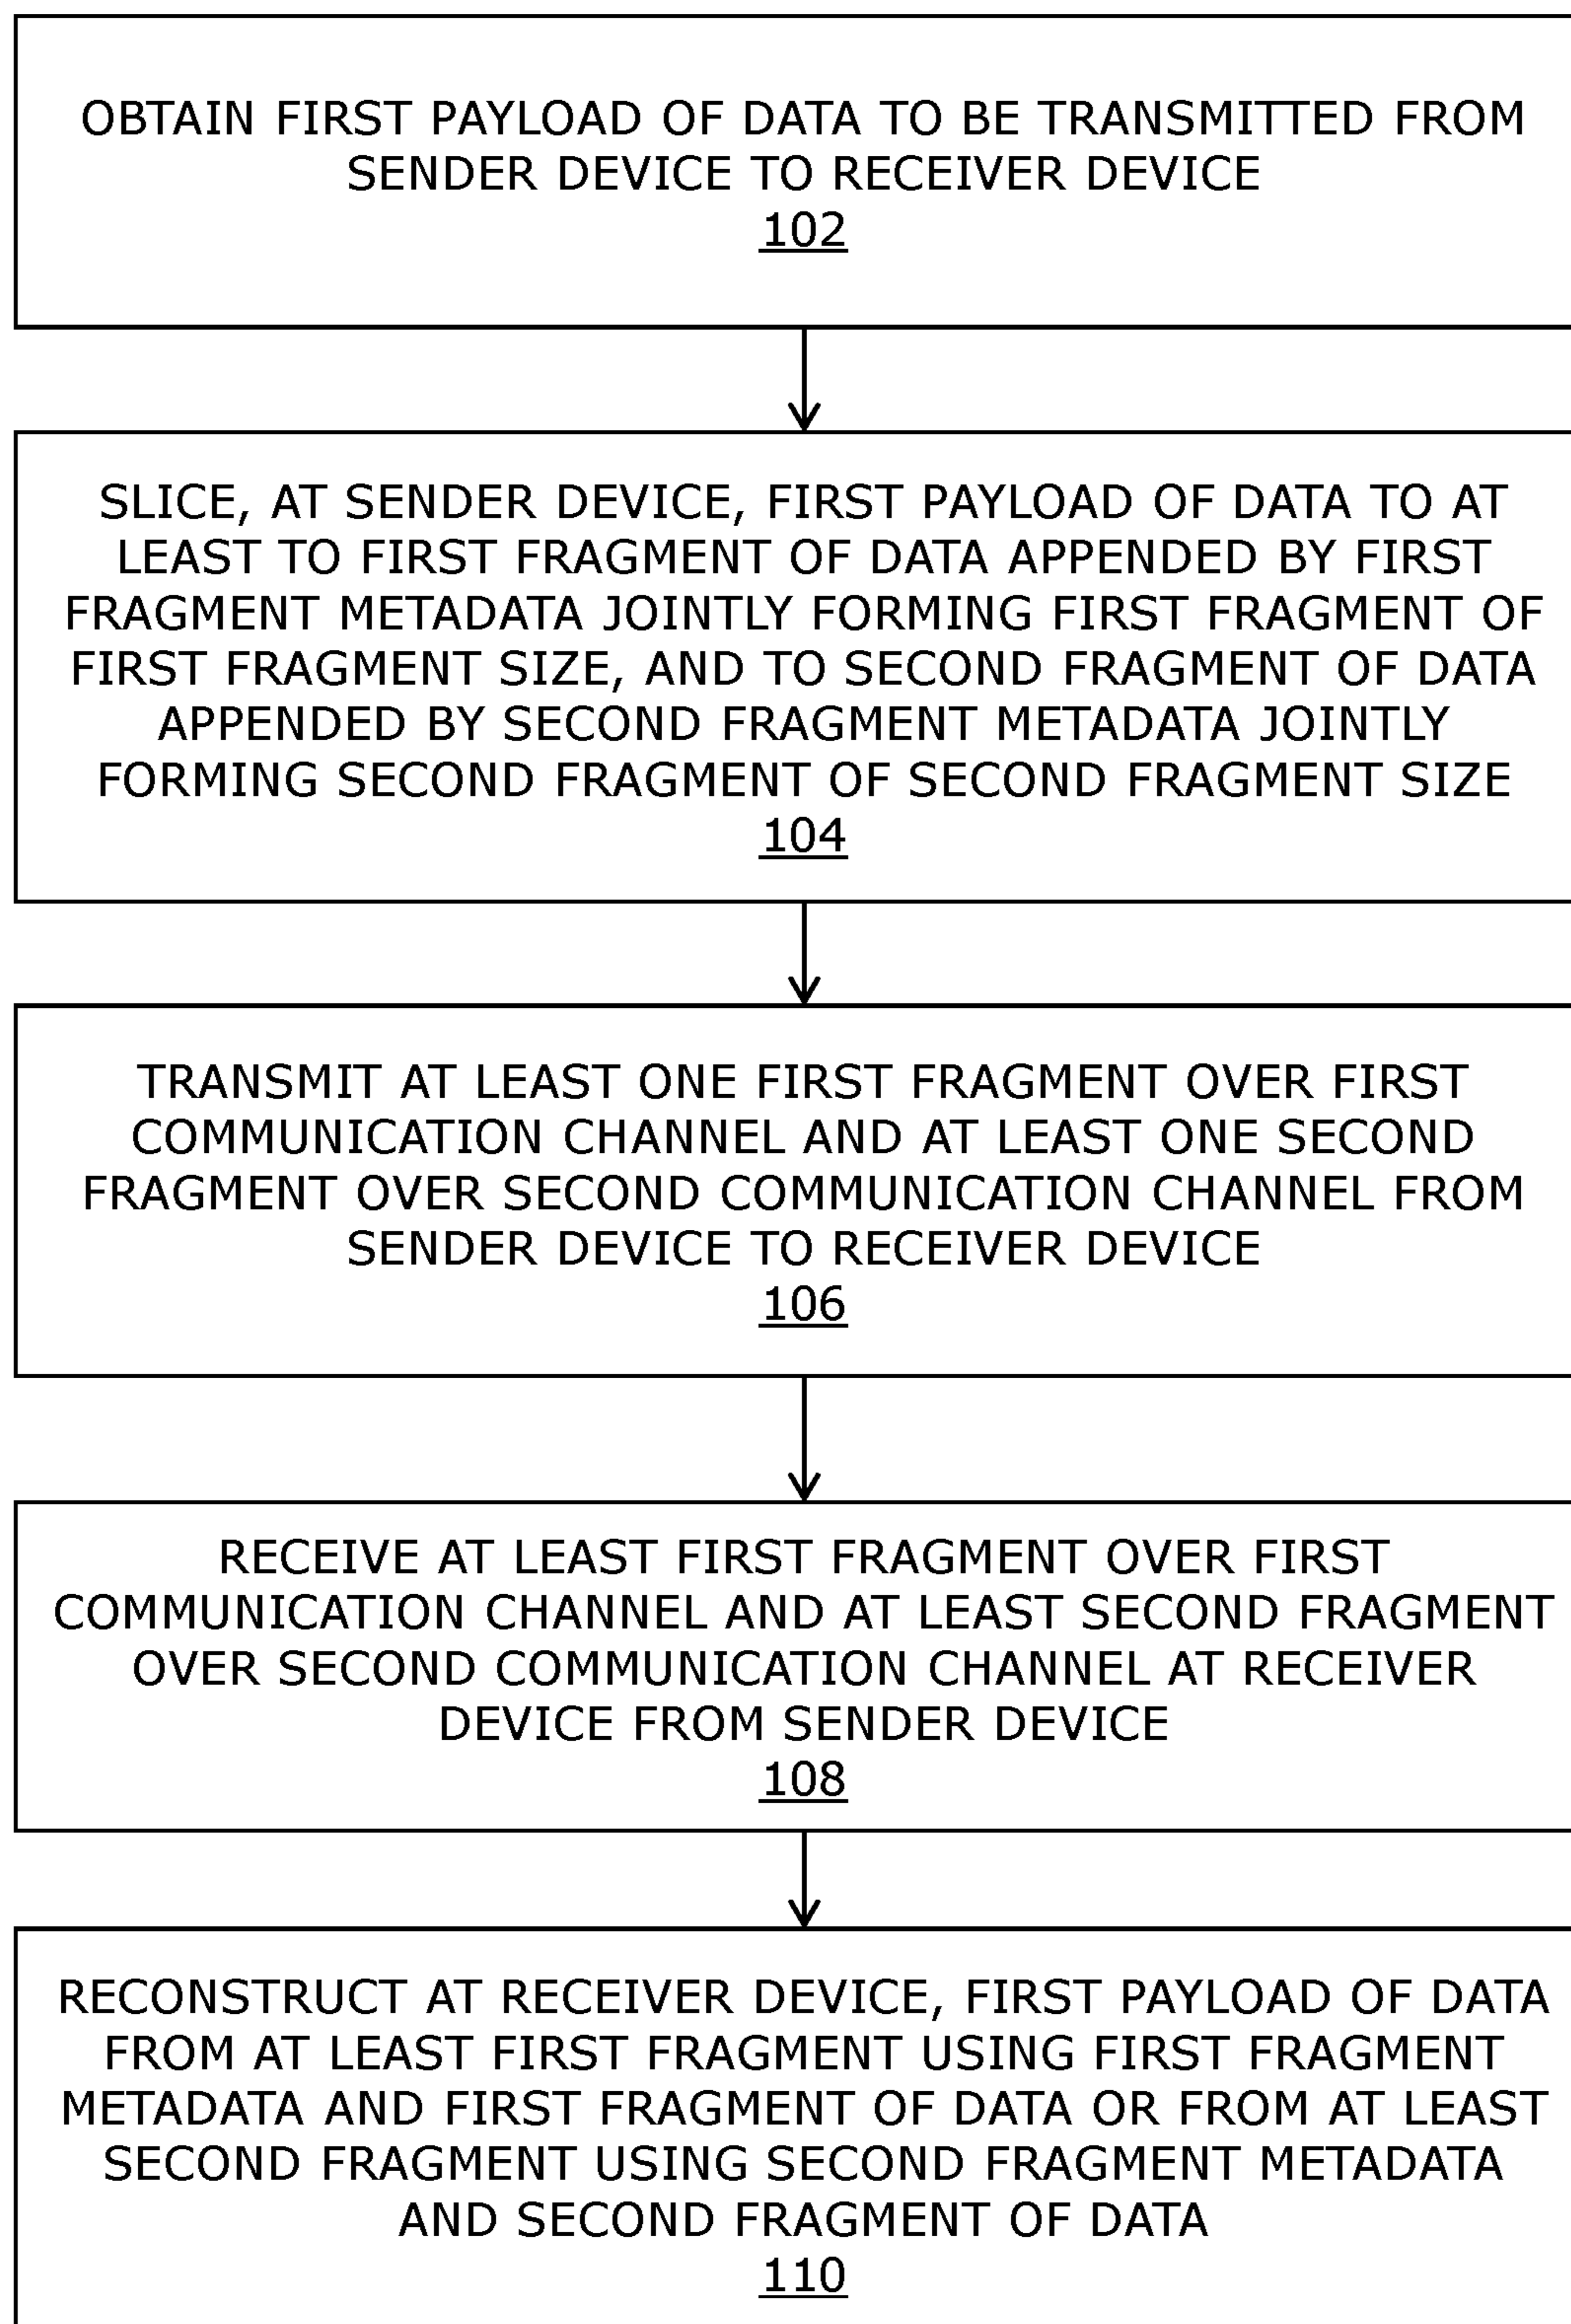 OBTAIN FIRST PAYLOAD OF DATA TO BE TRANSMITTED FROM
SENDER DEVICE TO RECEIVER DEVICE
102
SLICE, AT SENDER DEVICE, FIRST PAYLOAD OF DATA TO AT
LEAST TO FIRST FRAGMENT OF DATA APPENDED BY FIRST
FRAGMENT METADATA JOINTLY FORMING FIRST FRAGMENT OF
FIRST FRAGMENT SIZE, AND TO SECOND FRAGMENT OF DATA
APPENDED BY SECOND FRAGMENT METADATA JOINTLY
FORMING SECOND FRAGMENT OF SECOND FRAGMENT SIZE
104
TRANSMIT AT LEAST ONE FIRST FRAGMENT OVER FIRST
COMMUNICATION CHANNEL AND AT LEAST ONE SECOND
FRAGMENT OVER SECOND COMMUNICATION CHANNEL FROM
SENDER DEVICE TO RECEIVER DEVICE
106
RECEIVE AT LEAST FIRST FRAGMENT OVER FIRST
COMMUNICATION CHANNEL AND AT LEAST SECOND FRAGMENT
OVER SECOND COMMUNICATION CHANNEL AT RECEIVER
DEVICE FROM SENDER DEVICE
108
RECONSTRUCT AT RECEIVER DEVICE, FIRST PAYLOAD OF DATA
FROM AT LEAST FIRST FRAGMENT USING FIRST FRAGMENT
METADATA AND FIRST FRAGMENT OF DATA OR FROM AT LEAST
SECOND FRAGMENT USING SECOND FRAGMENT METADATA
AND SECOND FRAGMENT OF DATA
110